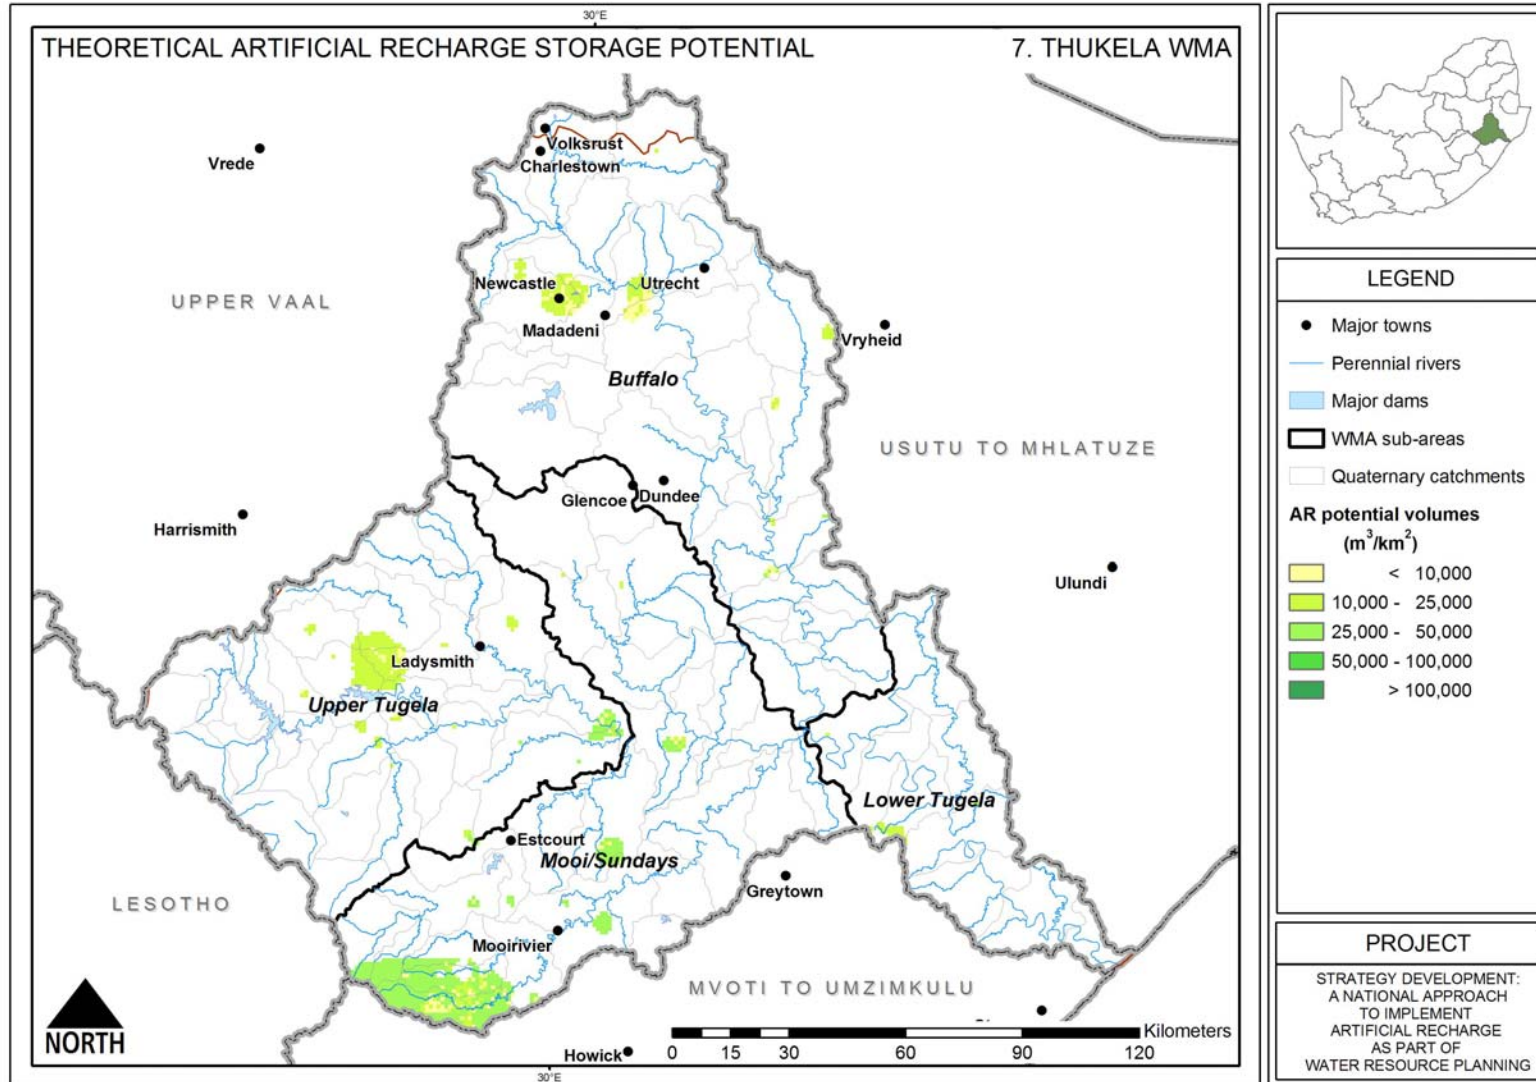 30°E
THEORETICAL ARTIFICIAL RECHARGE STORAGE POTENTIAL
7. THUKELA WMA
Volksrust
Charlestown
Vrede
Newcastle
Utrecht
UPPER VAAL
Madadeni
Vryheid
Buffalo
USUTU TO MHLATUZE
Glencoe
Dundee
Harrismith
Ulundi
Ladysmith
Upper Tugela
Lower Tugela
Estcourt
Mooi/Sundays
Greytown
LESOTHO
Mooirivier
MVOTI TO UMZIMKULU
NORTH
Kilometers
0 15 30 60 90 120
Howick
30°E
LEGEND
Major towns
Perennial rivers
Major dams
WMA sub-areas
Quaternary catchments
AR potential volumes
(m³/km²)
< 10,000
10,000 - 25,000
25,000 - 50,000
50,000 - 100,000
> 100,000
PROJECT
STRATEGY DEVELOPMENT:
A NATIONAL APPROACH
TO IMPLEMENT
ARTIFICIAL RECHARGE
AS PART OF
WATER RESOURCE PLANNING